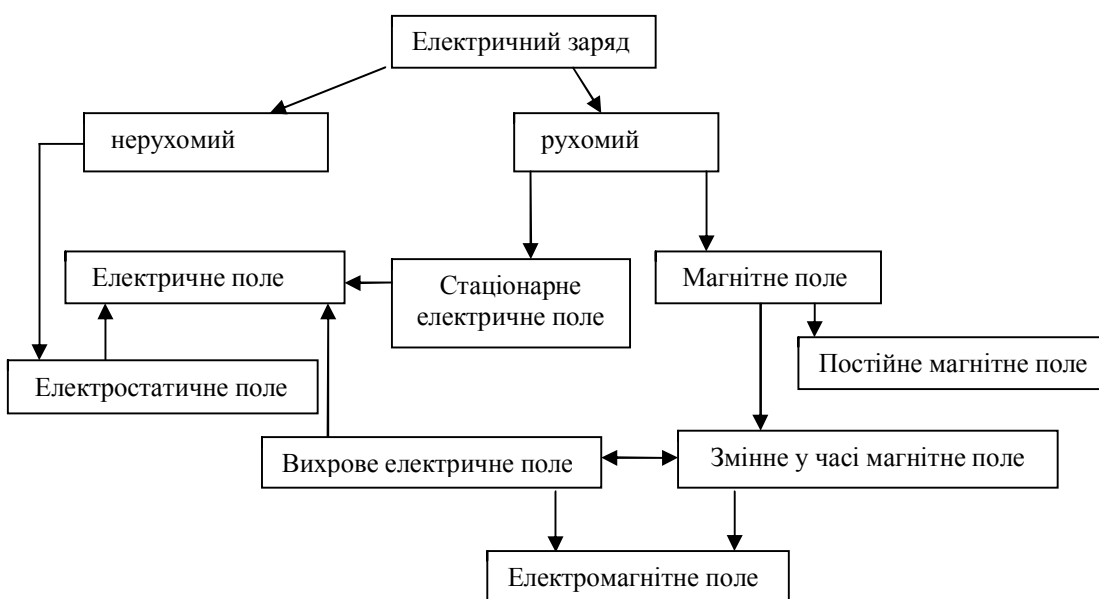 Електричний заряд
нерухомий
рухомий
Електричне поле
Стаціонарне
електричне поле
Магнітне поле
Постійне магнітне поле
Електростатичне поле
Вихрове електричне поле
Змінне у часі магнітне поле
Електромагнітне поле